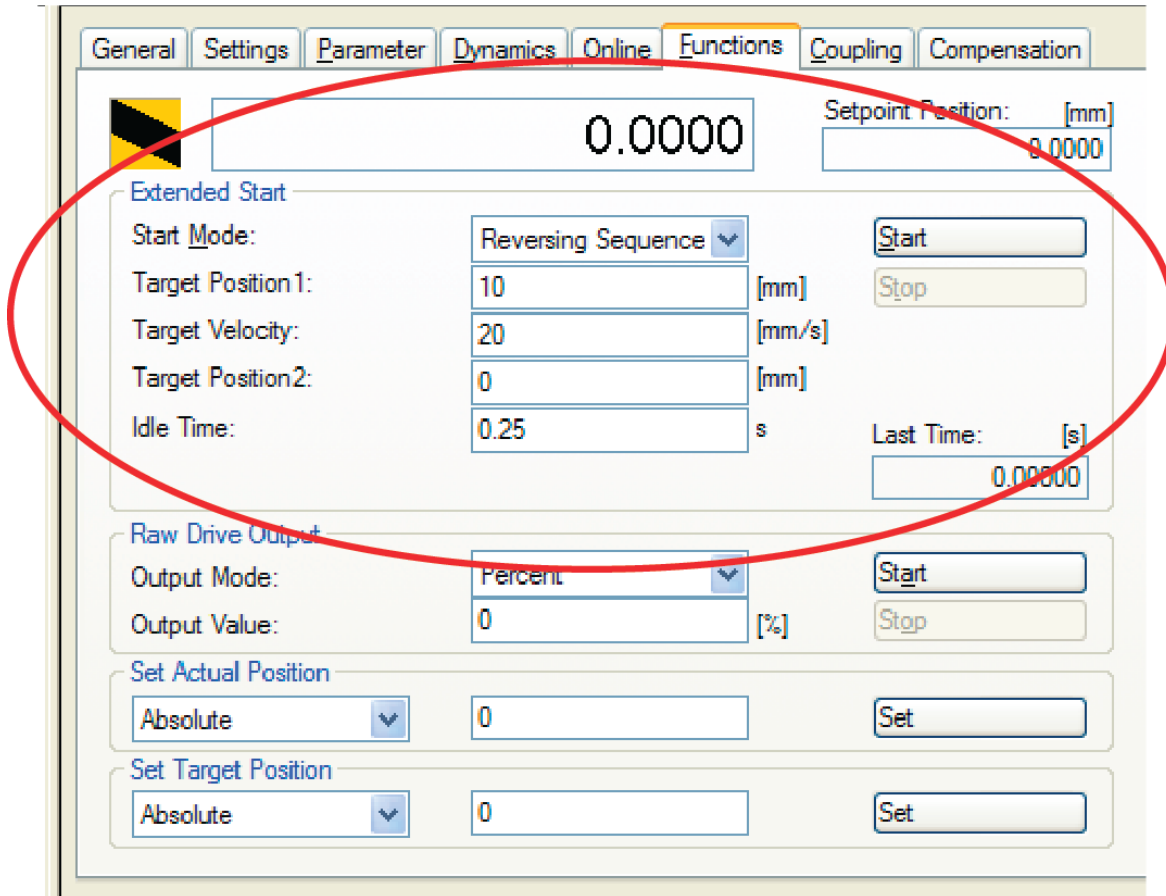 General Settings Parameter Dynamics Online Functions Coupling Compensation
0.0000
Setpoint Position: [mm]
0.0000
Extended Start
Start Mode: Reversing Sequence Start
Target Position1: 10 [mm] Stop
Target Velocity: 20 [mm/s]
Target Position2: 0 [mm]
Idle Time: 0.25 s
Last Time: [s]
0.00000
Raw Drive Output
Output Mode: Percent Start
Output Value: 0 [%] Stop
Set Actual Position
Absolute 0 Set
Set Target Position
Absolute 0 Set